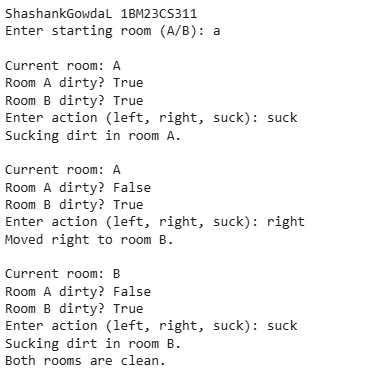 ShashankGowdaL 1BM23CS311
Enter starting room (A/B): a
Current room: A
Room A dirty? True
Room B dirty? True
Enter action (left, right, suck): suck
Sucking dirt in room A.
Current room: A
Room A dirty? False
Room B dirty? True
Enter action (left, right, suck): right
Moved right to room B.
Current room: B
Room A dirty? False
Room B dirty? True
Enter action (left, right, suck): suck
Sucking dirt in room B.
Both rooms are clean.